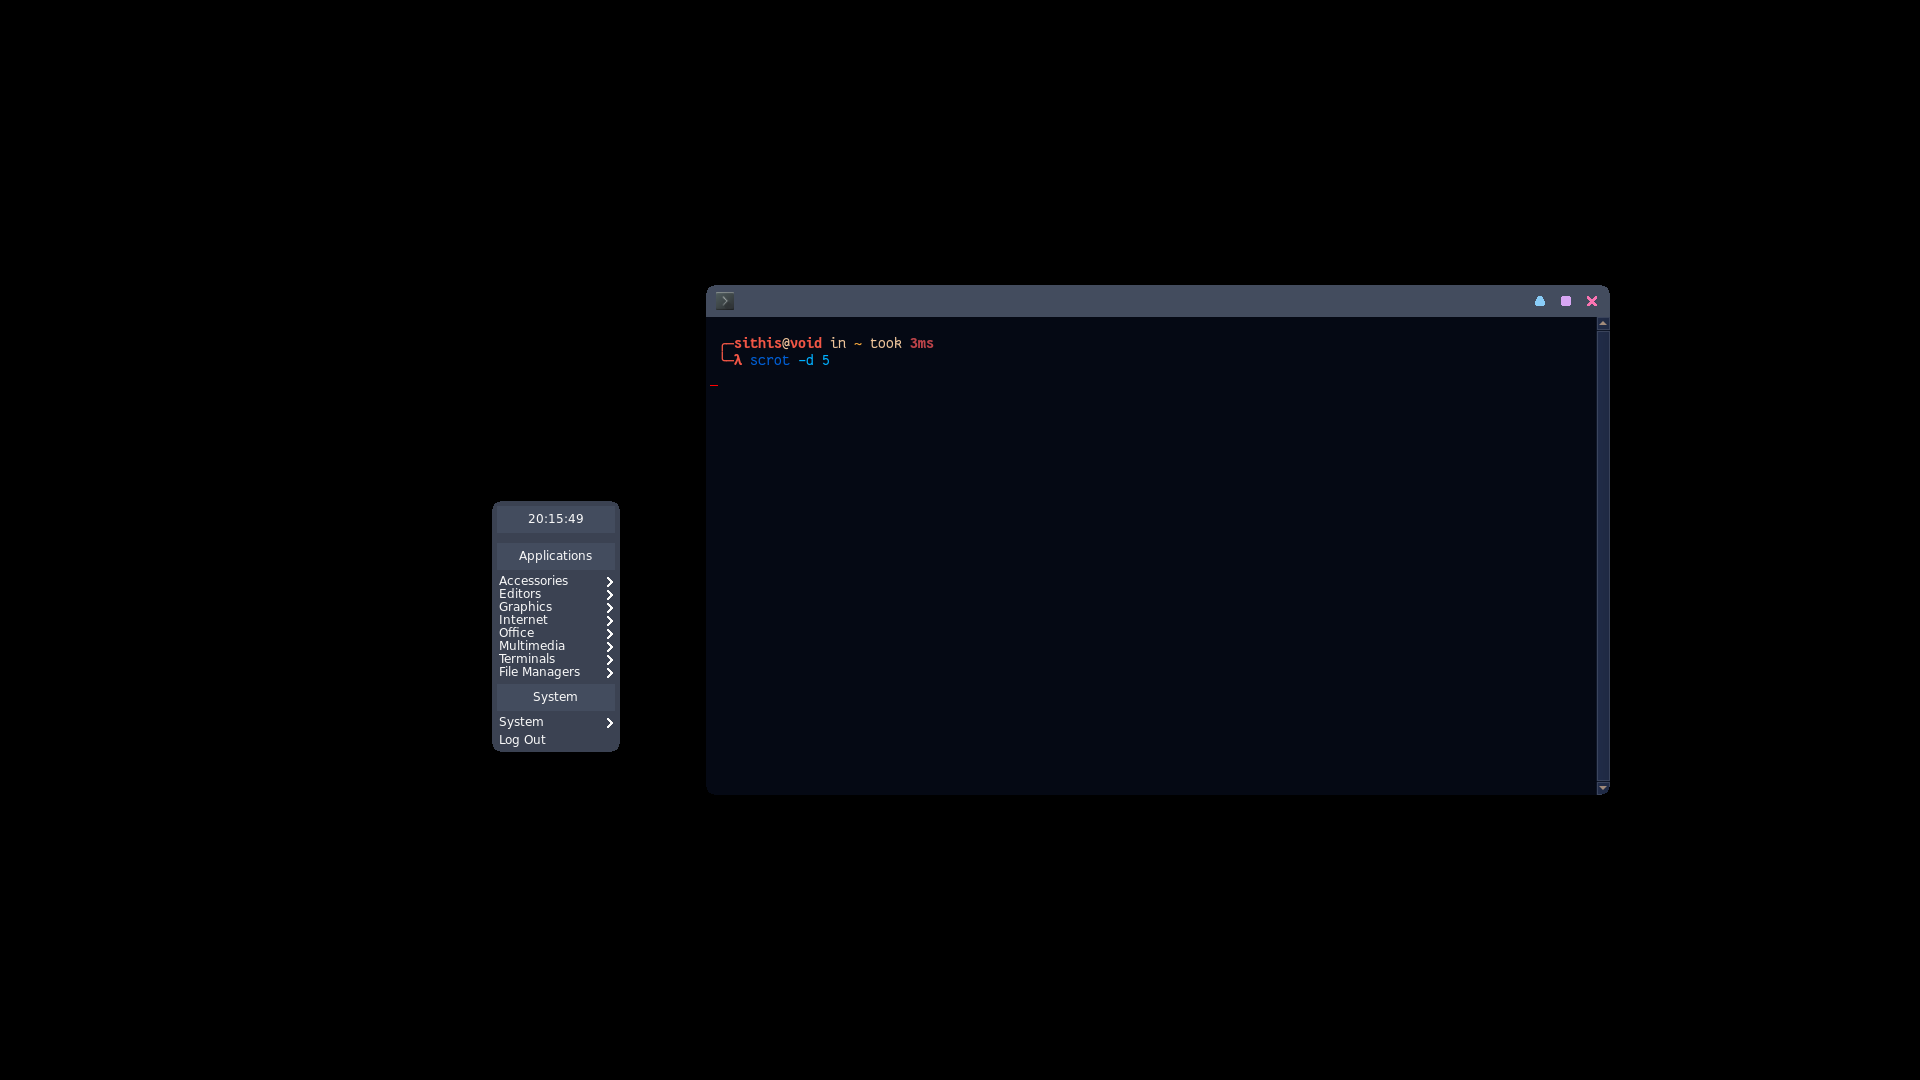 sithis@void in ~ took 3ms
λ scrot -d 5
_
20:15:49
Applications
Accessories
Editors
Graphics
Internet
Office
Multimedia
Terminals
File Managers
System
System
Log Out